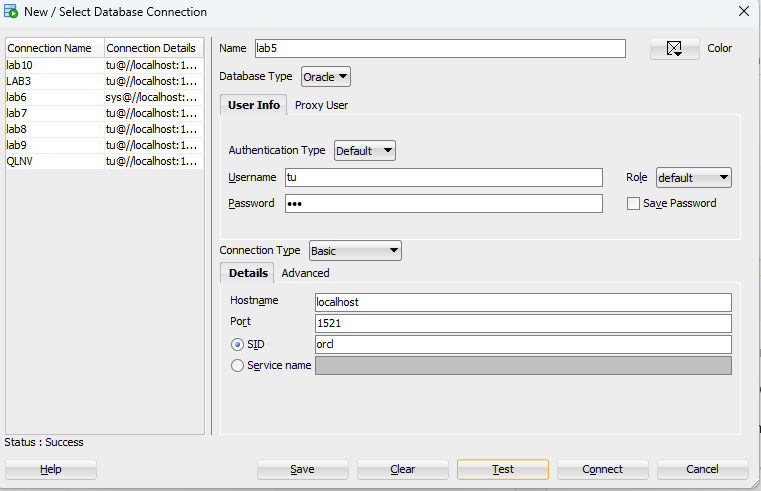 New / Select Database Connection
Connection Name Connection Details
lab10 tu@//localhost:1...
LAB3 tu@//localhost:1...
lab6 sys@//localhost:...
lab7 tu@//localhost:1...
lab8 tu@//localhost:1...
lab9 tu@//localhost:1...
QLNV tu@//localhost:1...
Name lab5 Color
Database Type Oracle
User Info Proxy User
Authentication Type Default
Username tu Role default
Password ••• Save Password
Connection Type Basic
Details Advanced
Hostname localhost
Port 1521
SID orcl
Service name
Status : Success
Help Save Clear Test Connect Cancel